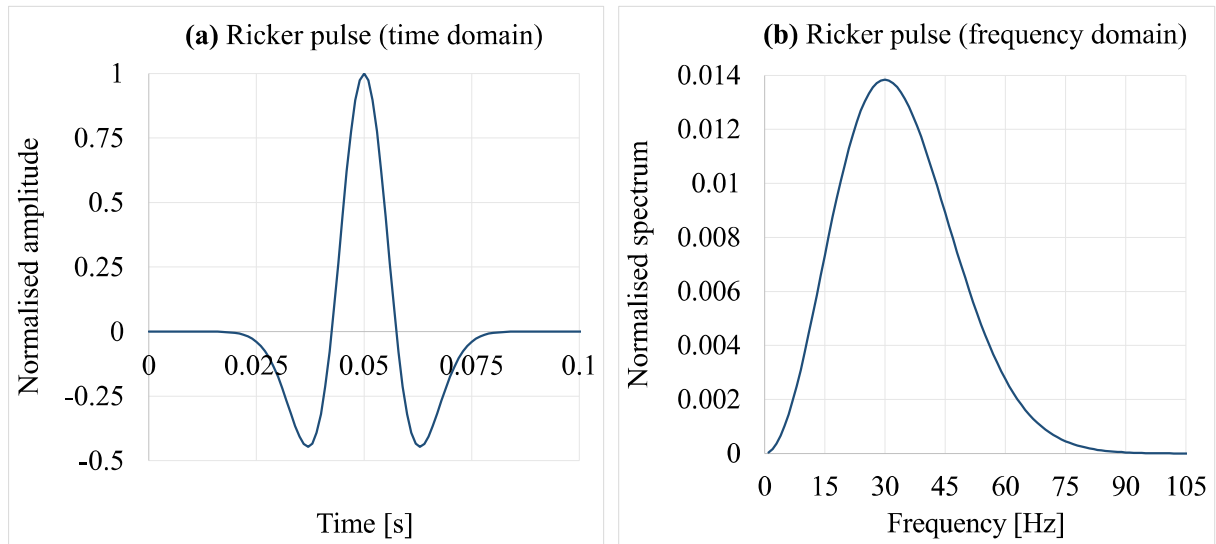 (a) Ricker pulse (time domain)
1
0.75
0.5
0.25
0
-0.25
-0.5
0 0.025 0.05 0.075 0.1
Normalised amplitude
Time [s]
(b) Ricker pulse (frequency domain)
0.014
0.012
0.01
0.008
0.006
0.004
0.002
0
0 15 30 45 60 75 90 105
Normalised spectrum
Frequency [Hz]